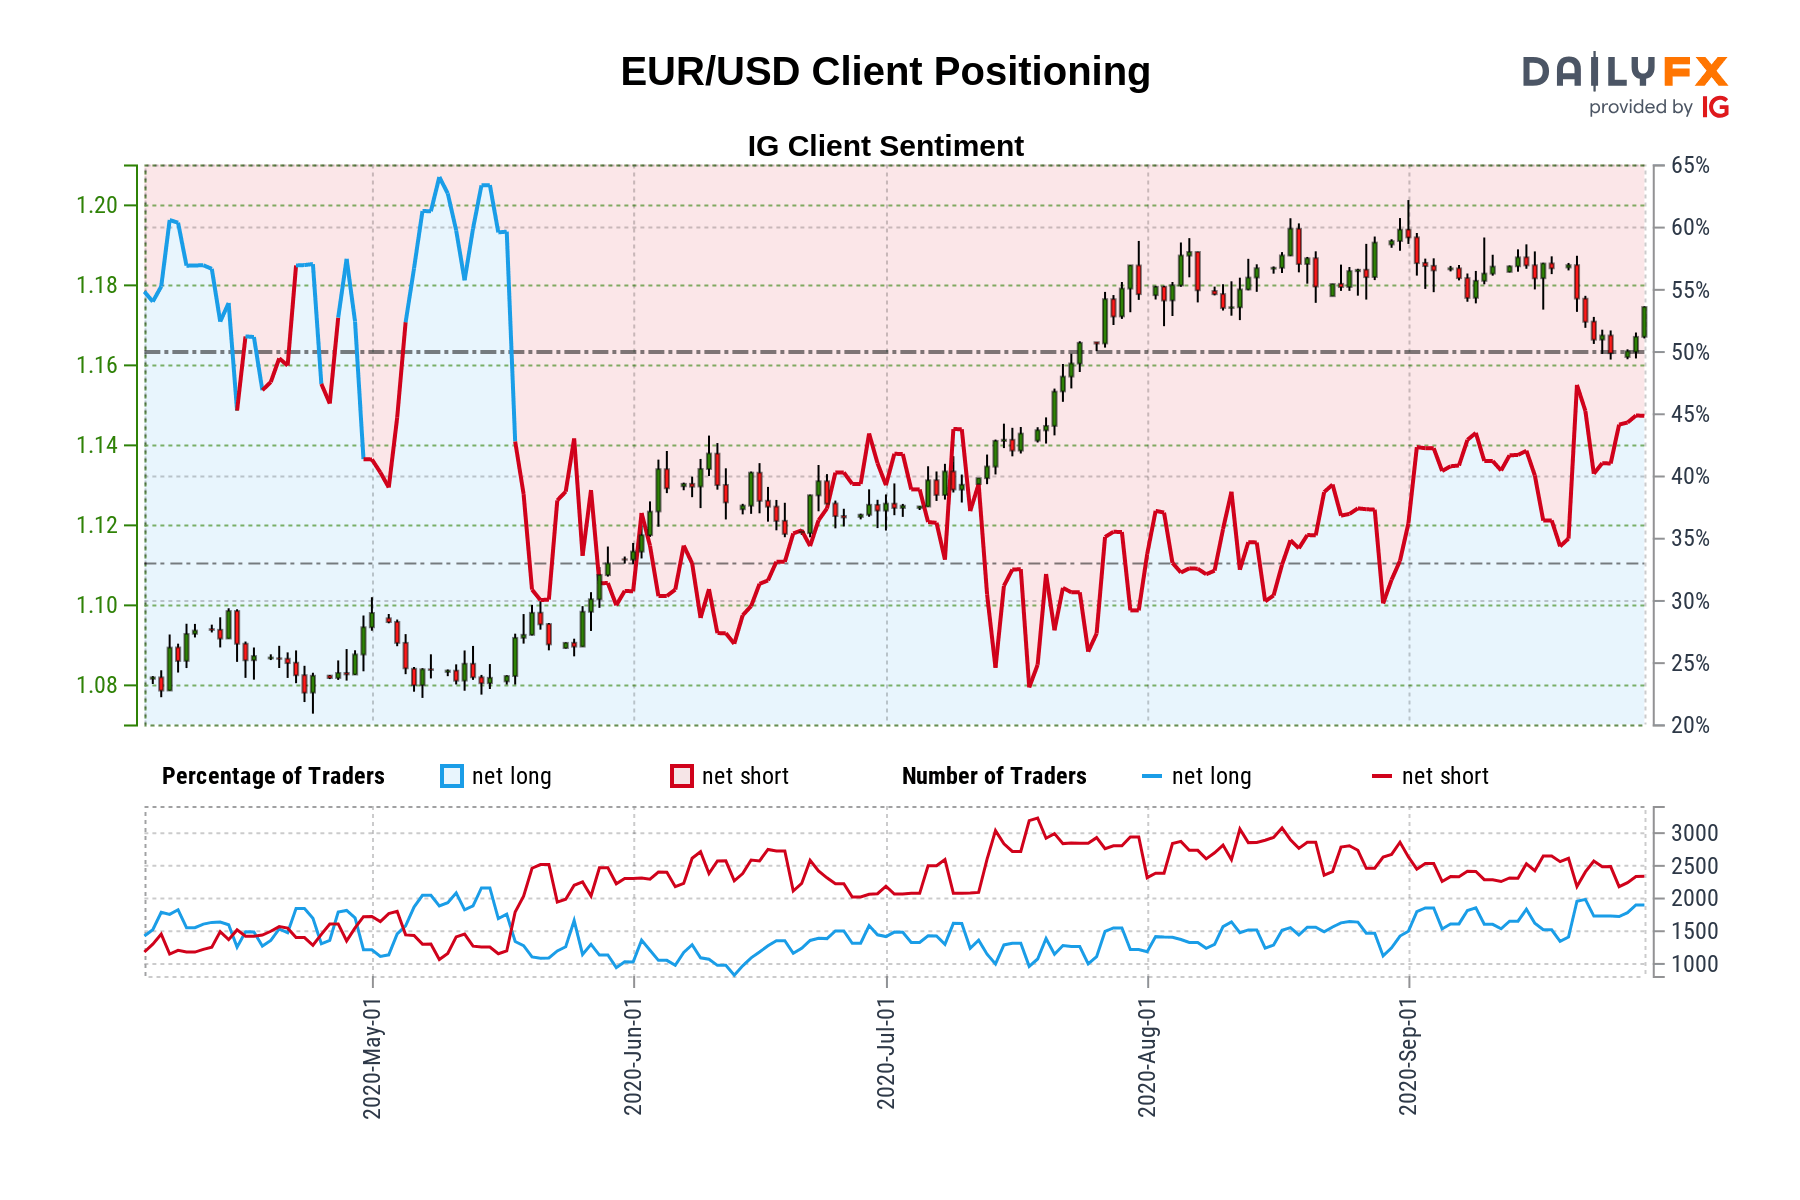 EUR/USD Client Positioning
DAILYFX
provided by IG
IG Client Sentiment
1.20
1.18
1.16
1.14
1.12
1.10
1.08
65%
60%
55%
50%
45%
40%
35%
30%
25%
20%
Percentage of Traders net long net short Number of Traders net long net short
3000
2500
2000
1500
1000
2020-May-01
2020-Jun-01
2020-Jul-01
2020-Aug-01
2020-Sep-01